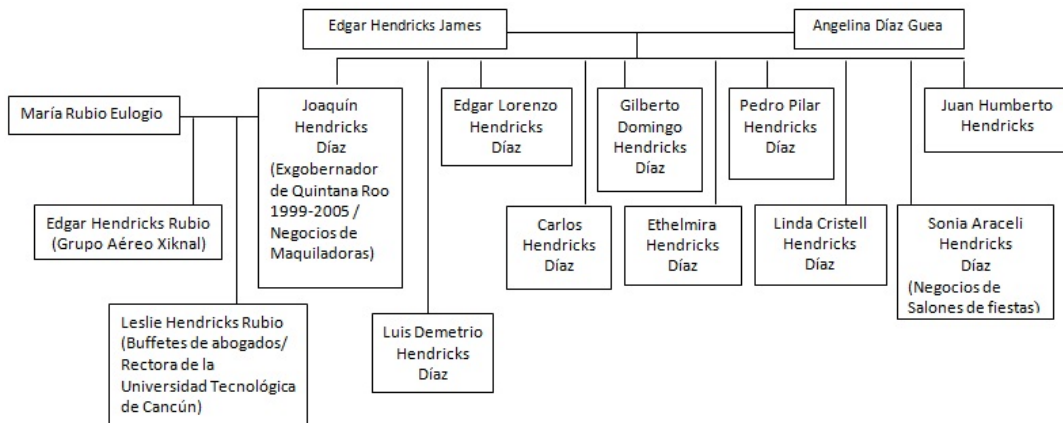 Edgar Hendricks James
Angelina Díaz Guea
María Rubio Eulogio
Joaquín
Hendricks
Díaz
(Exgobernador
de Quintana Roo
1999-2005 /
Negocios de
Maquiladoras)
Edgar Lorenzo
Hendricks
Díaz
Gilberto
Domingo
Hendricks
Díaz
Pedro Pilar
Hendricks
Díaz
Juan Humberto
Hendricks
Edgar Hendricks Rubio
(Grupo Aéreo Xiknal)
Carlos
Hendricks
Díaz
Ethelmira
Hendricks
Díaz
Linda Cristell
Hendricks
Díaz
Sonia Araceli
Hendricks
Díaz
(Negocios de
Salones de fiestas)
Leslie Hendricks Rubio
(Buffetes de abogados/
Rectora de la
Universidad Tecnológica
de Cancún)
Luis Demetrio
Hendricks
Díaz